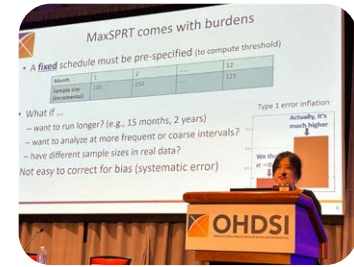 MaxSPRT comes with burdens
• A fixed schedule must be pre-specified (to compute threshold)
Month 1 2 ..... 12
Sample size (incremental) 100 150 ..... 125
• What if ...
– want to run longer? (e.g., 15 months, 2 years)
– want to analyze at more frequent or coarse intervals?
– have different sample sizes in real data?
Not easy to correct for bias (systematic error)
Type 1 error inflation
Actually, it's
much higher
We
OHDSI